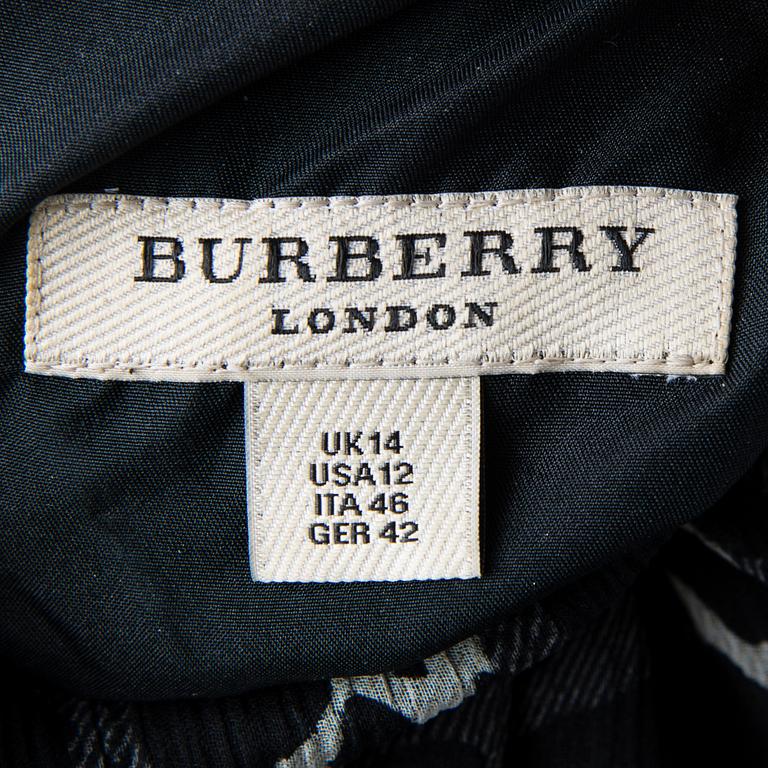 BURBERRY
LONDON
UK14
USA12
ITA 46
GER 42